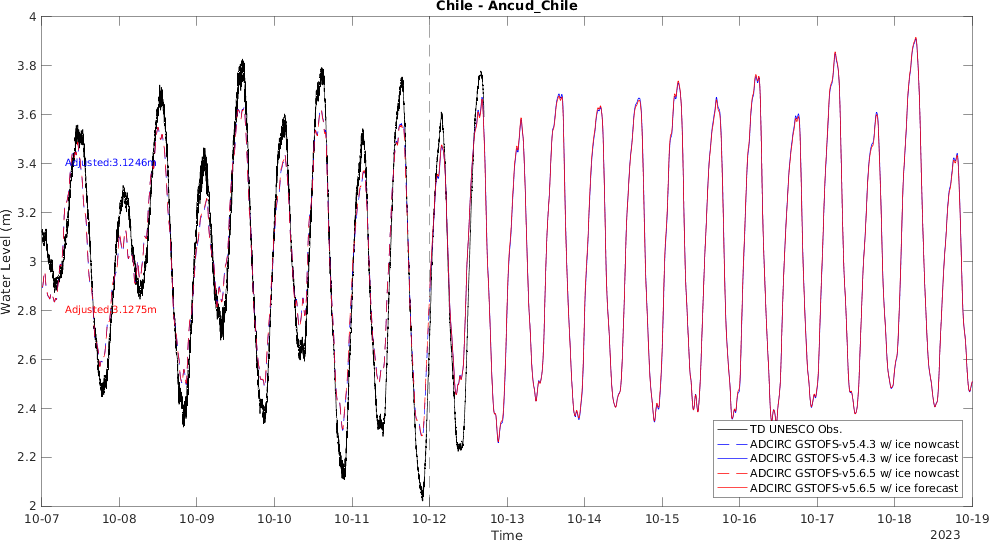 Chile - Ancud_Chile
4
3.8
3.6
3.4
3.2
3
2.8
2.6
2.4
2.2
2
Water Level (m)
Adjusted:3.1246m
Adjusted:3.1275m
TD UNESCO Obs.
ADCIRC GSTOFS-v5.4.3 w/ ice nowcast
ADCIRC GSTOFS-v5.4.3 w/ ice forecast
ADCIRC GSTOFS-v5.6.5 w/ ice nowcast
ADCIRC GSTOFS-v5.6.5 w/ ice forecast
10-07 10-08 10-09 10-10 10-11 10-12 10-13 10-14 10-15 10-16 10-17 10-18 10-19
Time
2023